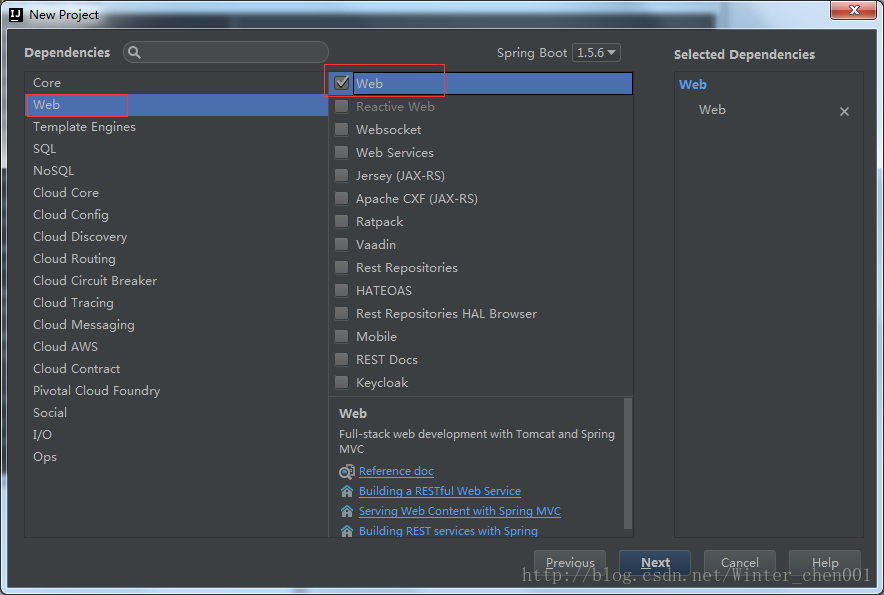 New Project
Dependencies
Spring Boot 1.5.6
Selected Dependencies
Core
Web
Template Engines
SQL
NoSQL
Cloud Core
Cloud Config
Cloud Discovery
Cloud Routing
Cloud Circuit Breaker
Cloud Tracing
Cloud Messaging
Cloud AWS
Cloud Contract
Pivotal Cloud Foundry
Social
I/O
Ops
Web
Reactive Web
Websocket
Web Services
Jersey (JAX-RS)
Apache CXF (JAX-RS)
Ratpack
Vaadin
Rest Repositories
HATEOAS
Rest Repositories HAL Browser
Mobile
REST Docs
Keycloak
Web
Full-stack web development with Tomcat and Spring
MVC
Reference doc
Building a RESTful Web Service
Serving Web Content with Spring MVC
Building REST services with Spring
Web
Web
Previous
Next
Cancel
Help
http://blog.csdn.net/Winter_chen001